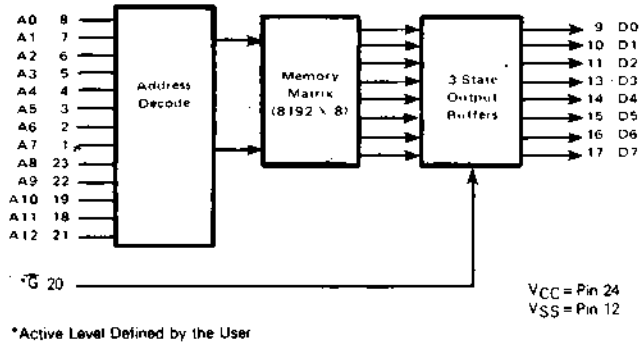 A0 8
A1 7
A2 6
A3 5
A4 4
A5 3
A6 2
A7 1
A8 23
A9 22
A10 19
A11 18
A12 21
Address
Decode
Memory
Matrix
(8192 X 8)
3 State
Output
Buffers
9 D0
10 D1
11 D2
13 D3
14 D4
15 D5
16 D6
17 D7
*G̅ 20
VCC = Pin 24
VSS = Pin 12
*Active Level Defined by the User